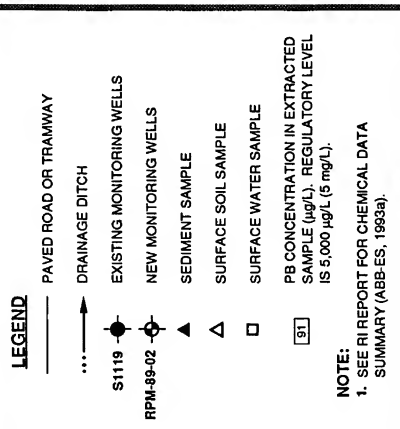 LEGEND
PAVED ROAD OR TRAMWAY
DRAINAGE DITCH
S1119 EXISTING MONITORING WELLS
RPM-89-02 NEW MONITORING WELLS
SEDIMENT SAMPLE
SURFACE SOIL SAMPLE
SURFACE WATER SAMPLE
91 PB CONCENTRATION IN EXTRACTED
SAMPLE (µg/L). REGULATORY LEVEL
IS 5,000 µg/L (5 mg/L).
NOTE:
1. SEE RI REPORT FOR CHEMICAL DATA
SUMMARY (ABB-ES, 1993a).